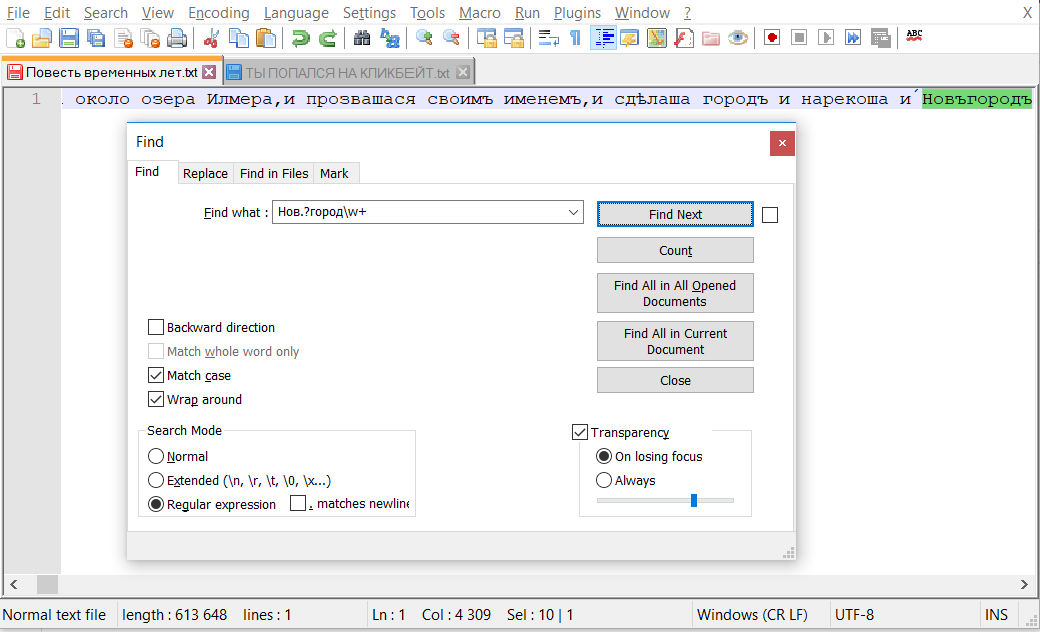 File Edit Search View Encoding Language Settings Tools Macro Run Plugins Window ? X
ABC
Повесть временных лет.txt ТЫ ПОПАЛСЯ НА КЛИКБЕЙТ.txt
1 около озера Илмера,и прозвашася своимъ именемъ,и сдѣлаша городъ и нарекоша и҆ Новъгородъ
Find
Find Replace Find in Files Mark
Find what : Нов.?город\w+
Find Next
Count
Find All in All Opened
Documents
Find All in Current
Document
Close
Backward direction
Match whole word only
Match case
Wrap around
Search Mode
Normal
Extended (\n, \r, \t, \0, \x...)
Regular expression . matches newline
Transparency
On losing focus
Always
Normal text file length : 613 648 lines : 1 Ln : 1 Col : 4 309 Sel : 10 | 1 Windows (CR LF) UTF-8 INS